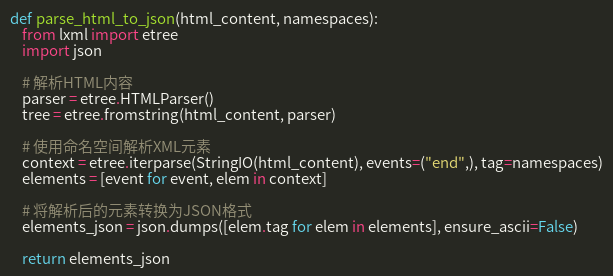 def parse_html_to_json(html_content, namespaces):
    from lxml import etree
    import json

    # 解析HTML内容
    parser = etree.HTMLParser()
    tree = etree.fromstring(html_content, parser)

    # 使用命名空间解析XML元素
    context = etree.iterparse(StringIO(html_content), events=("end",), tag=namespaces)
    elements = [event for event, elem in context]

    # 将解析后的元素转换为JSON格式
    elements_json = json.dumps([elem.tag for elem in elements], ensure_ascii=False)

    return elements_json